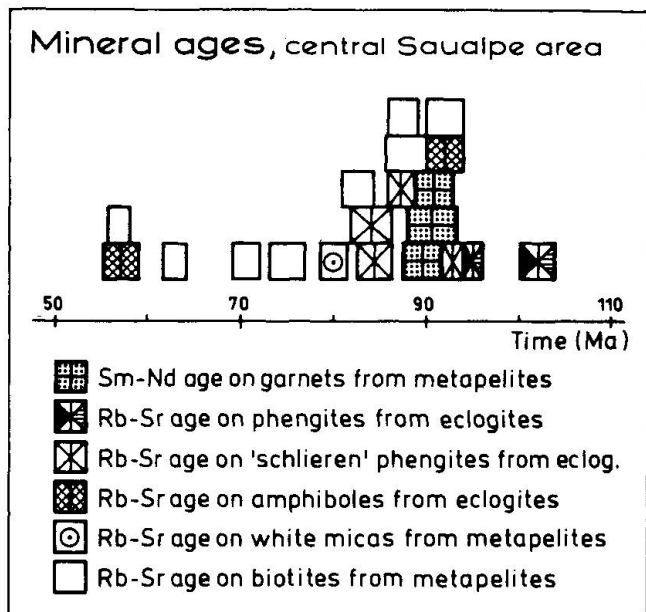 Mineral ages, central Saualpe area
50 70 90 110
Time (Ma)
Sm-Nd age on garnets from metapelites
Rb-Sr age on phengites from eclogites
Rb-Sr age on 'schlieren' phengites from eclog.
Rb-Sr age on amphiboles from eclogites
Rb-Sr age on white micas from metapelites
Rb-Sr age on biotites from metapelites